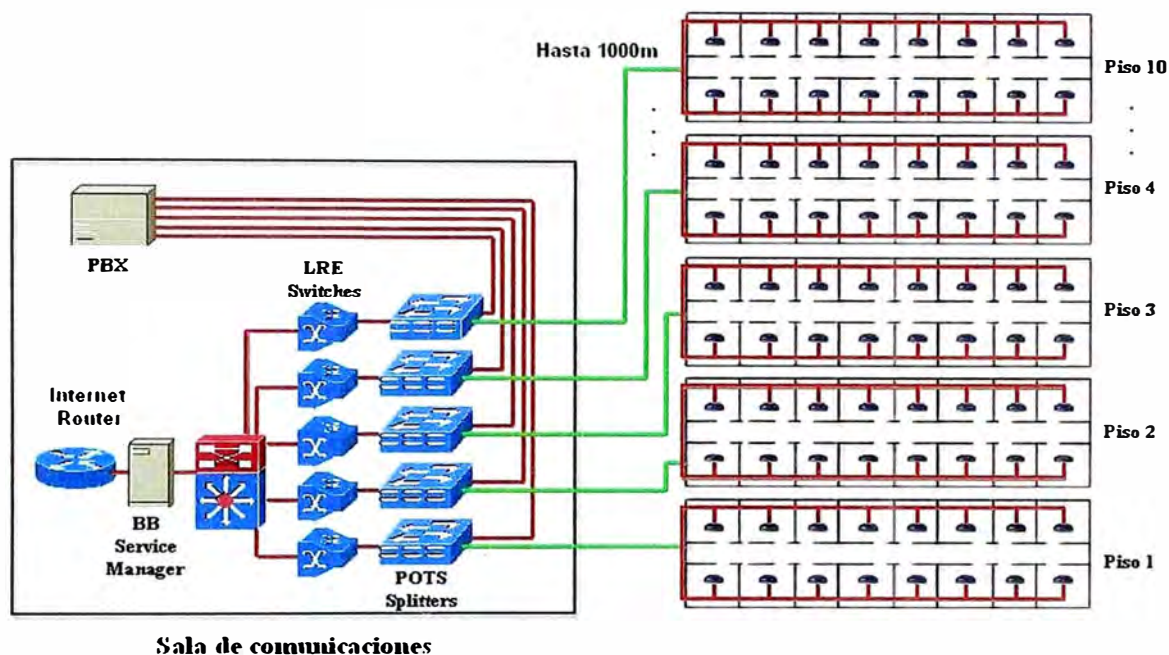 Hasta 1000m
Piso 10
Piso 4
PBX
LRE
Switches
Piso 3
Internet
Router
Piso 2
BB
Service
Manager
POTS
Splitters
Piso 1
Sala de comunicaciones